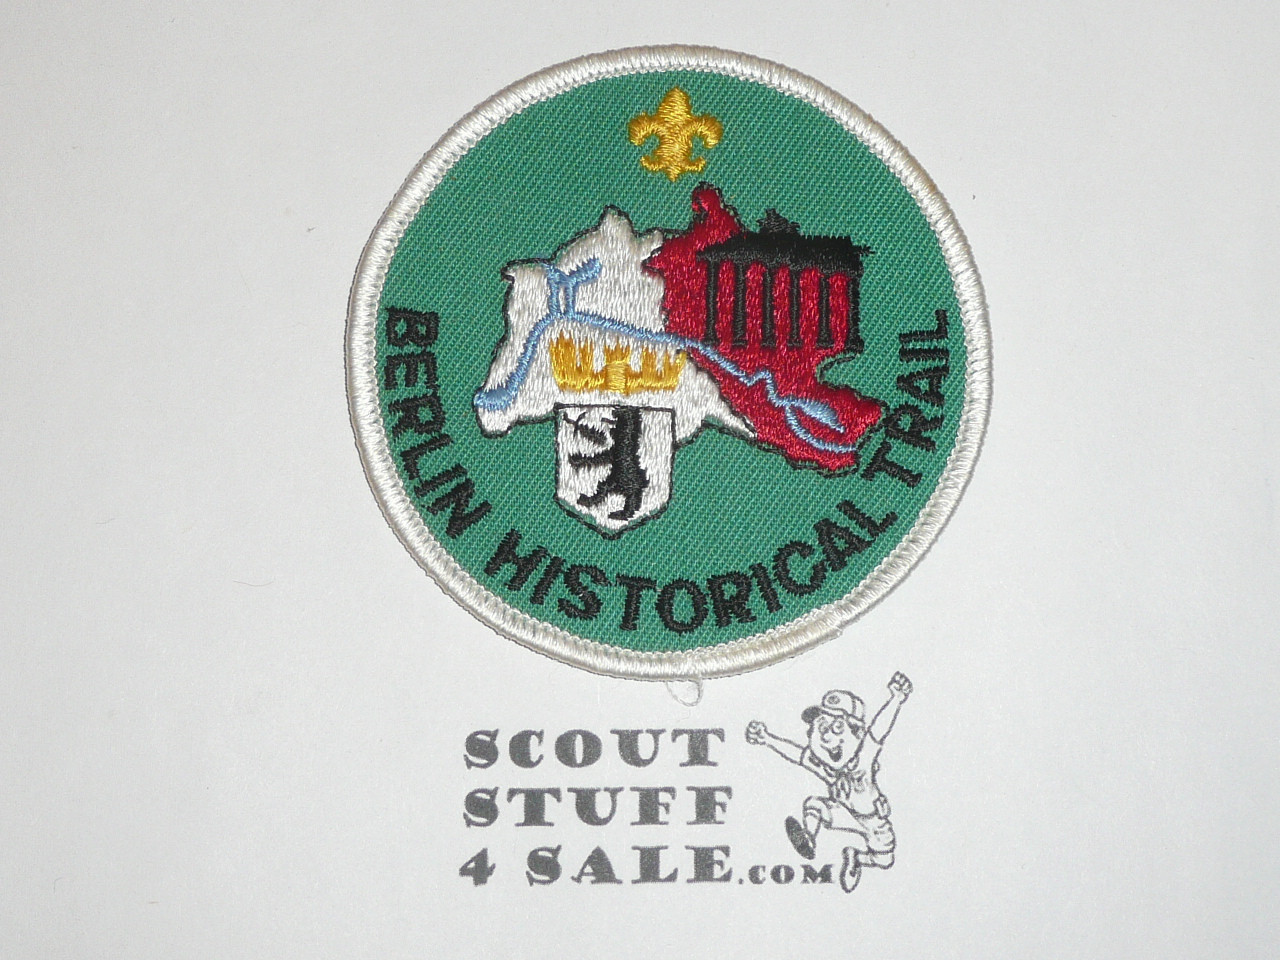 BERLIN HISTORICAL TRAIL
SCOUT
STUFF
4 SALE.COM